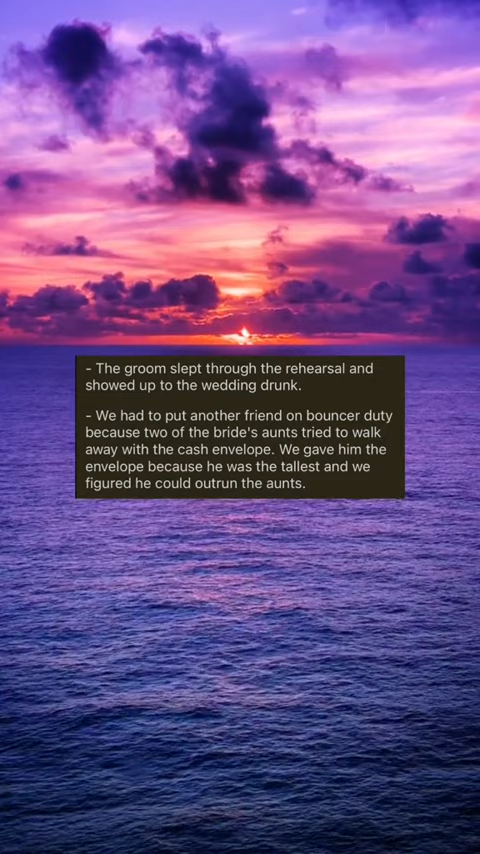 - The groom slept through the rehearsal and
showed up to the wedding drunk.
- We had to put another friend on bouncer duty
because two of the bride's aunts tried to walk
away with the cash envelope. We gave him the
envelope because he was the tallest and we
figured he could outrun the aunts.